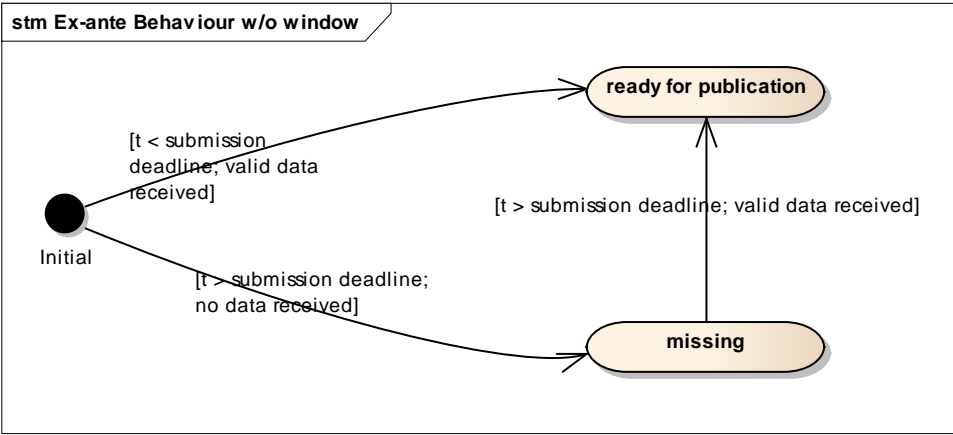 stm Ex-ante Behaviour w/o window
ready for publication
[t < submission
deadline; valid data
received]
[t > submission deadline; valid data received]
Initial
[t > submission deadline;
no data received]
missing